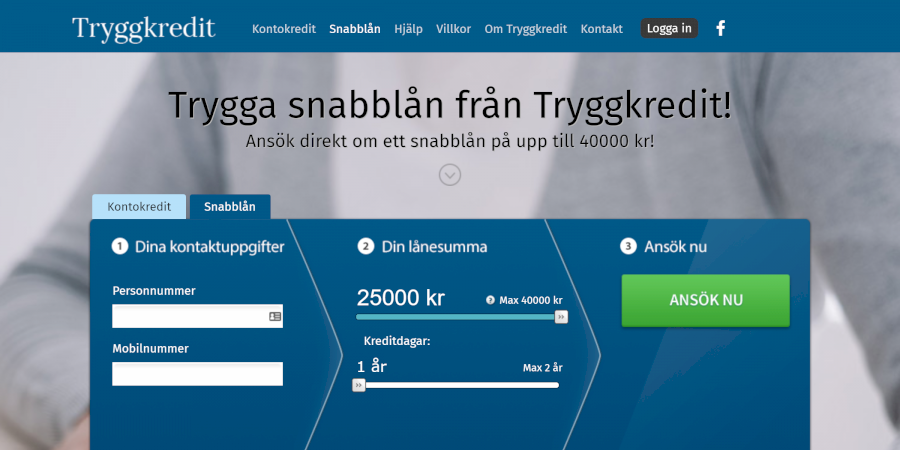 Tryggkredit
Kontokredit Snabblån Hjälp Villkor Om Tryggkredit Kontakt Logga in
Trygga snabblån från Tryggkredit!
Ansök direkt om ett snabblån på upp till 40000 kr!
Kontokredit Snabblån
1 Dina kontaktuppgifter
Personnummer
Mobilnummer
2 Din lånesumma
25000 kr
Max 40000 kr
Kreditdagar:
1 år
Max 2 år
3 Ansök nu
ANSÖK NU